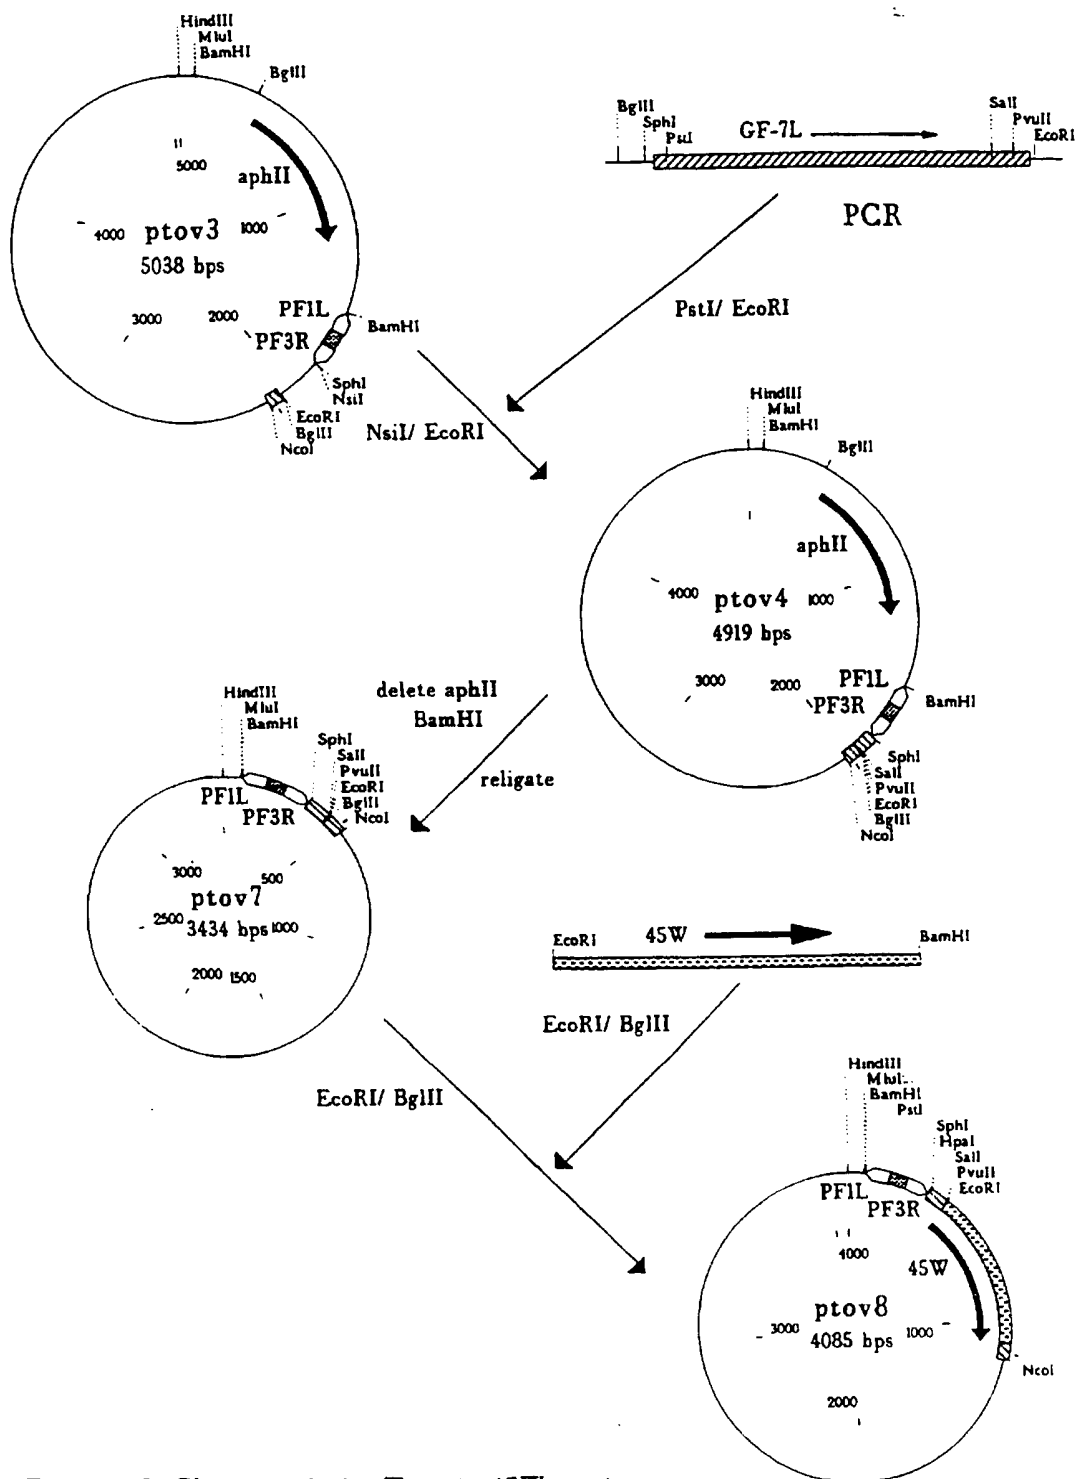 HindIII
MluI
BamHI
BglII
5000
aphII
4000
ptov3
1000
5038 bps
3000
2000
PF1L
PF3R
BamHI
SphI
NsiI
EcoRI
BglII
NcoI
BglII
SphI
PstI
GF-7L
SalI
PvuII
EcoRI
PCR
PstI/ EcoRI
NsiI/ EcoRI
HindIII
MluI
BamHI
BglII
aphII
4000
ptov4
1000
4919 bps
3000
2000
PF1L
PF3R
BamHI
SphI
SalI
PvuII
EcoRI
BglII
NcoI
delete aphII
BamHI
religate
HindIII
MluI
BamHI
SphI
SalI
PvuII
EcoRI
BglII
NcoI
PF1L
PF3R
3000
500
ptov7
2500
3434 bps
1000
2000
1500
EcoRI
45W
BamHI
EcoRI/ BglII
EcoRI/ BglII
HindIII
MluI
BamHI
PstI
SphI
HpaI
SalI
PvuII
EcoRI
PF1L
PF3R
4000
45W
ptov8
3000
1000
4085 bps
NcoI
2000